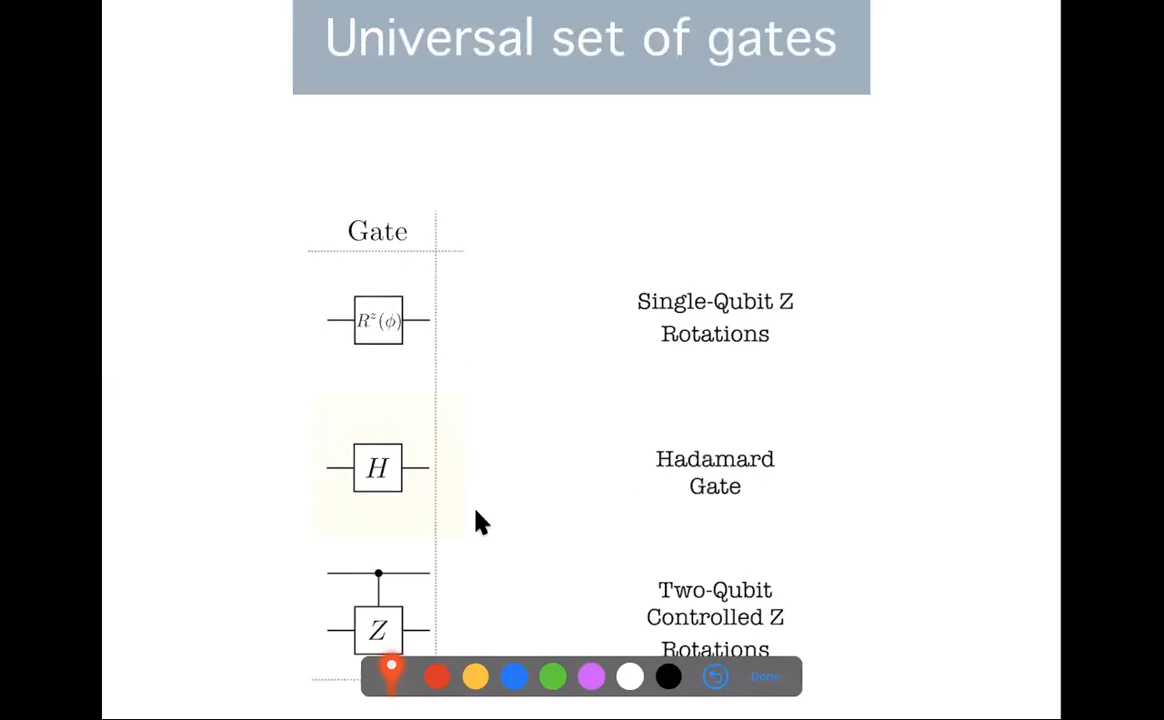 Universal set of gates
Gate
R^z(ϕ)
Single-Qubit Z
Rotations
H
Hadamard
Gate
Two-Qubit
Controlled Z
Rotations
Z
Done